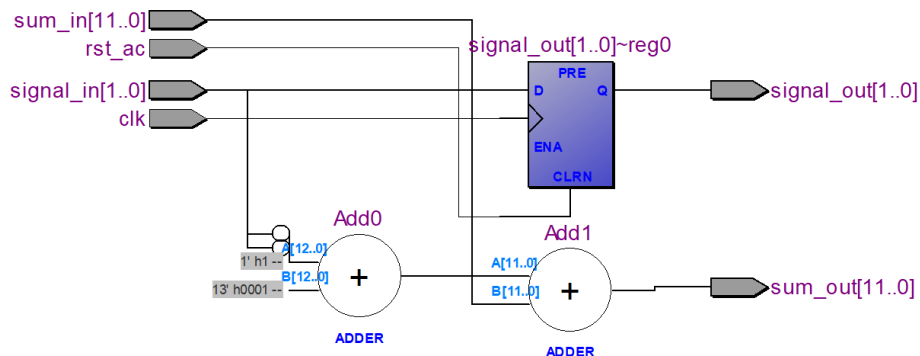 sum_in[11..0]
rst_ac
signal_in[1..0]
clk
signal_out[1..0]~reg0
PRE
D
Q
ENA
CLRN
signal_out[1..0]
Add0
1' h1 --
A[12..0]
B[12..0]
13' h0001 --
+
ADDER
Add1
A[11..0]
B[11..0]
+
ADDER
sum_out[11..0]